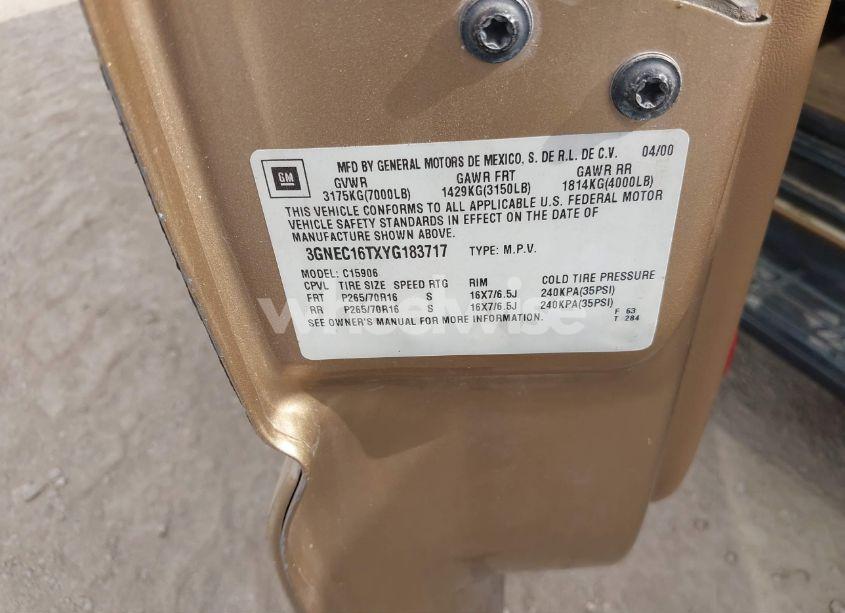 GM
MFD BY GENERAL MOTORS DE MEXICO, S. DE R.L. DE C.V. 04/00
GVWR GAWR FRT GAWR RR
3175KG(7000LB) 1429KG(3150LB) 1814KG(4000LB)
THIS VEHICLE CONFORMS TO ALL APPLICABLE U.S. FEDERAL MOTOR
VEHICLE SAFETY STANDARDS IN EFFECT ON THE DATE OF
MANUFACTURE SHOWN ABOVE.
3GNEC16TXYG183717 TYPE: M.P.V.
MODEL: C15906
CPVL TIRE SIZE SPEED RTG RIM COLD TIRE PRESSURE
FRT P265/70R16 S 16X7/6.5J 240KPA(35PSI)
RR P265/70R16 S 16X7/6.5J 240KPA(35PSI)
SEE OWNER'S MANUAL FOR MORE INFORMATION.
F 63
T 284
wheelwise